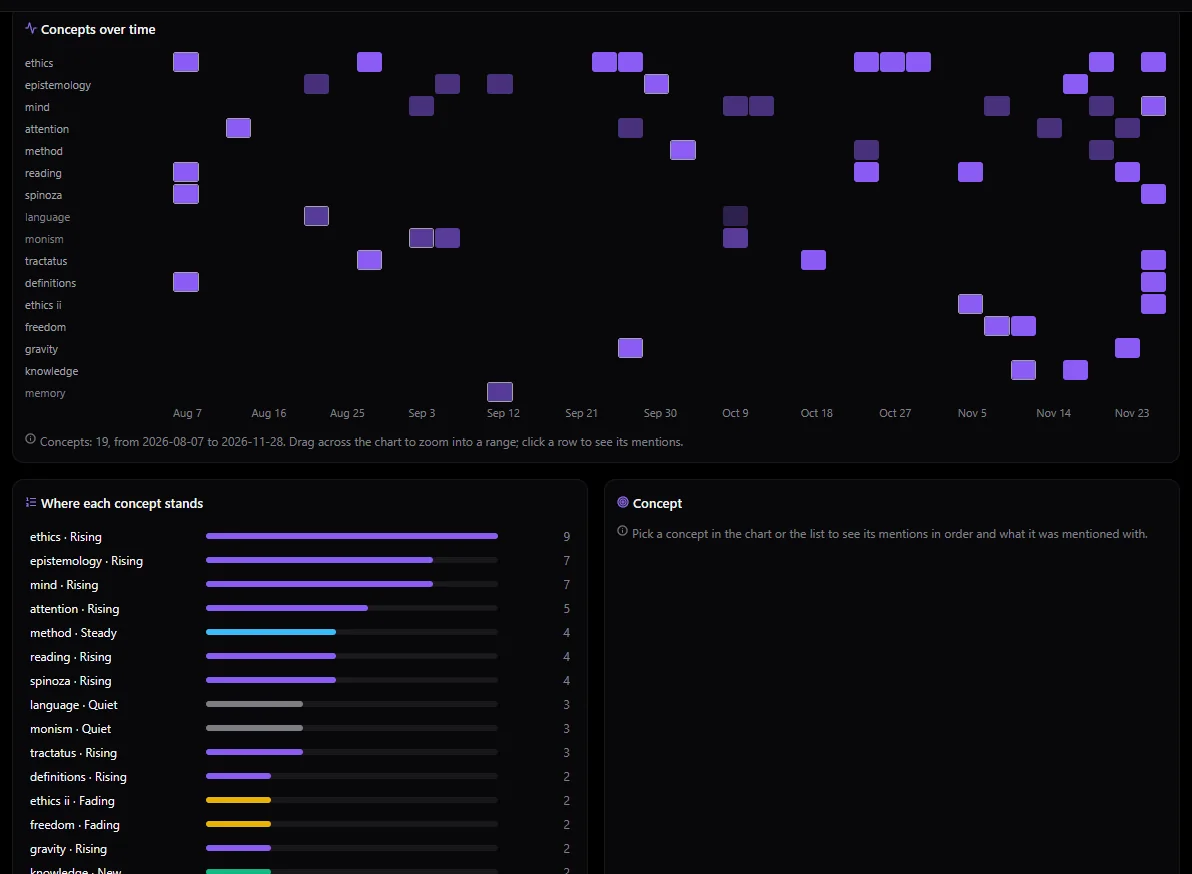 Concepts over time
ethics
epistemology
mind
attention
method
reading
spinoza
language
monism
tractatus
definitions
ethics ii
freedom
gravity
knowledge
memory
Aug 7 Aug 16 Aug 25 Sep 3 Sep 12 Sep 21 Sep 30 Oct 9 Oct 18 Oct 27 Nov 5 Nov 14 Nov 23
Concepts: 19, from 2026-08-07 to 2026-11-28. Drag across the chart to zoom into a range; click a row to see its mentions.
Where each concept stands
ethics · Rising 9
epistemology · Rising 7
mind · Rising 7
attention · Rising 5
method · Steady 4
reading · Rising 4
spinoza · Rising 4
language · Quiet 3
monism · Quiet 3
tractatus · Rising 3
definitions · Rising 2
ethics ii · Fading 2
freedom · Fading 2
gravity · Rising 2
knowledge · New 2
Concept
Pick a concept in the chart or the list to see its mentions in order and what it was mentioned with.